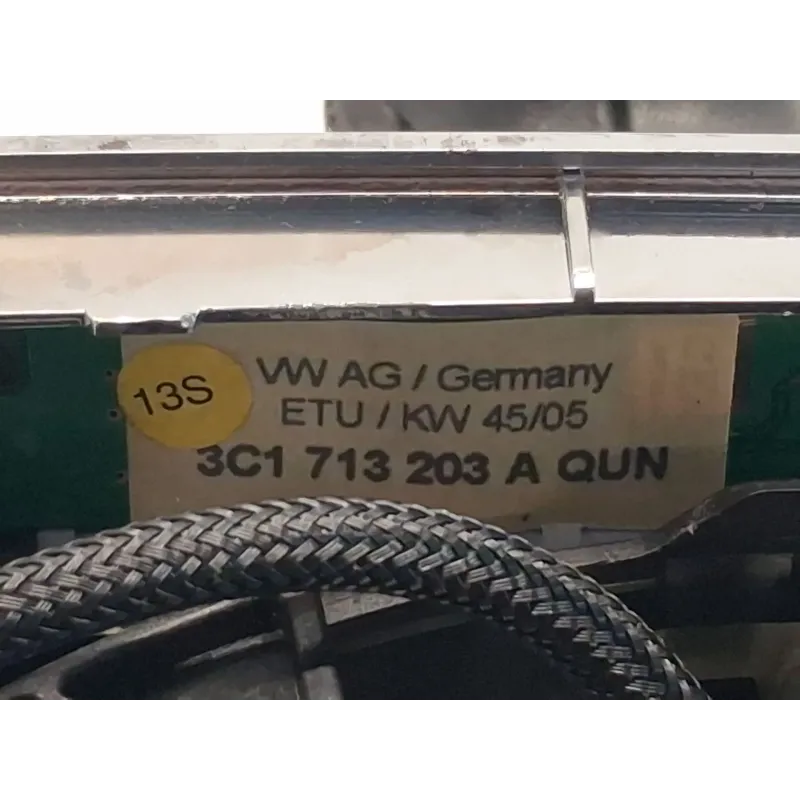 13S
VW AG / Germany
ETU / KW 45/05
3C1 713 203 A QUN